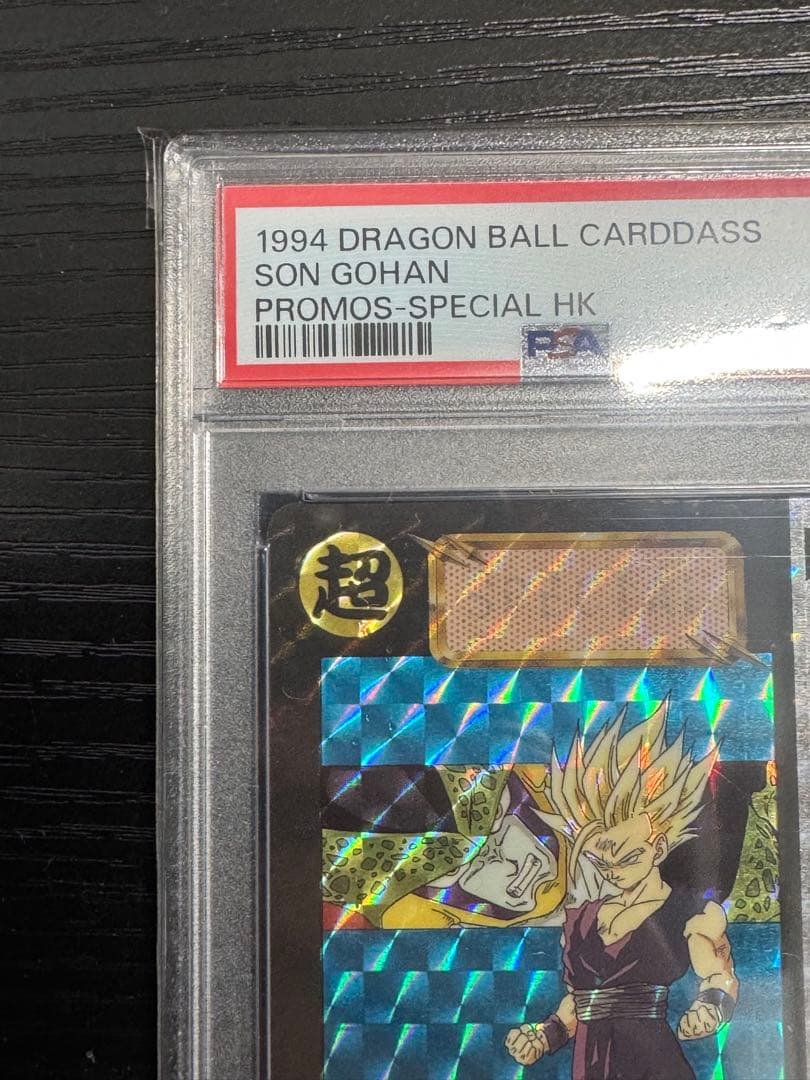 1994 DRAGON BALL CARDDASS
SON GOHAN
PROMOS-SPECIAL HK
PSA
超